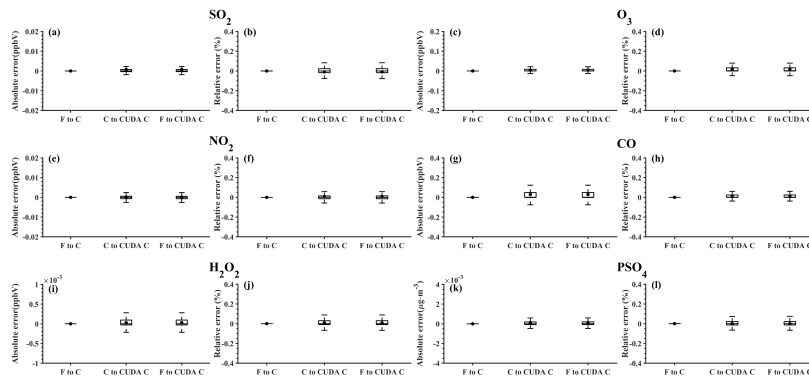 SO2
O3
(a)
Absolute error(ppbV)
0.02
0.01
0
-0.01
-0.02
F to C
C to CUDA C
F to CUDA C
(b)
Relative error (%)
0.4
0.2
0
-0.2
-0.4
F to C
C to CUDA C
F to CUDA C
(c)
Absolute error(ppbV)
0.2
0.1
0
-0.1
-0.2
F to C
C to CUDA C
F to CUDA C
(d)
Relative error (%)
0.4
0.2
0
-0.2
-0.4
F to C
C to CUDA C
F to CUDA C
NO2
CO
(e)
Absolute error(ppbV)
0.02
0.01
0
-0.01
-0.02
F to C
C to CUDA C
F to CUDA C
(f)
Relative error (%)
0.4
0.2
0
-0.2
-0.4
F to C
C to CUDA C
F to CUDA C
(g)
Absolute error(ppbV)
0.4
0.2
0
-0.2
-0.4
F to C
C to CUDA C
F to CUDA C
(h)
Relative error (%)
0.4
0.2
0
-0.2
-0.4
F to C
C to CUDA C
F to CUDA C
H2O2
PSO4
(i)
Absolute error(ppbV)
×10-3
1
0.5
0
-0.5
-1
F to C
C to CUDA C
F to CUDA C
(j)
Relative error (%)
0.4
0.2
0
-0.2
-0.4
F to C
C to CUDA C
F to CUDA C
(k)
Absolute error(μg·m-3)
×10-3
4
2
0
-2
-4
F to C
C to CUDA C
F to CUDA C
(l)
Relative error (%)
0.4
0.2
0
-0.2
-0.4
F to C
C to CUDA C
F to CUDA C